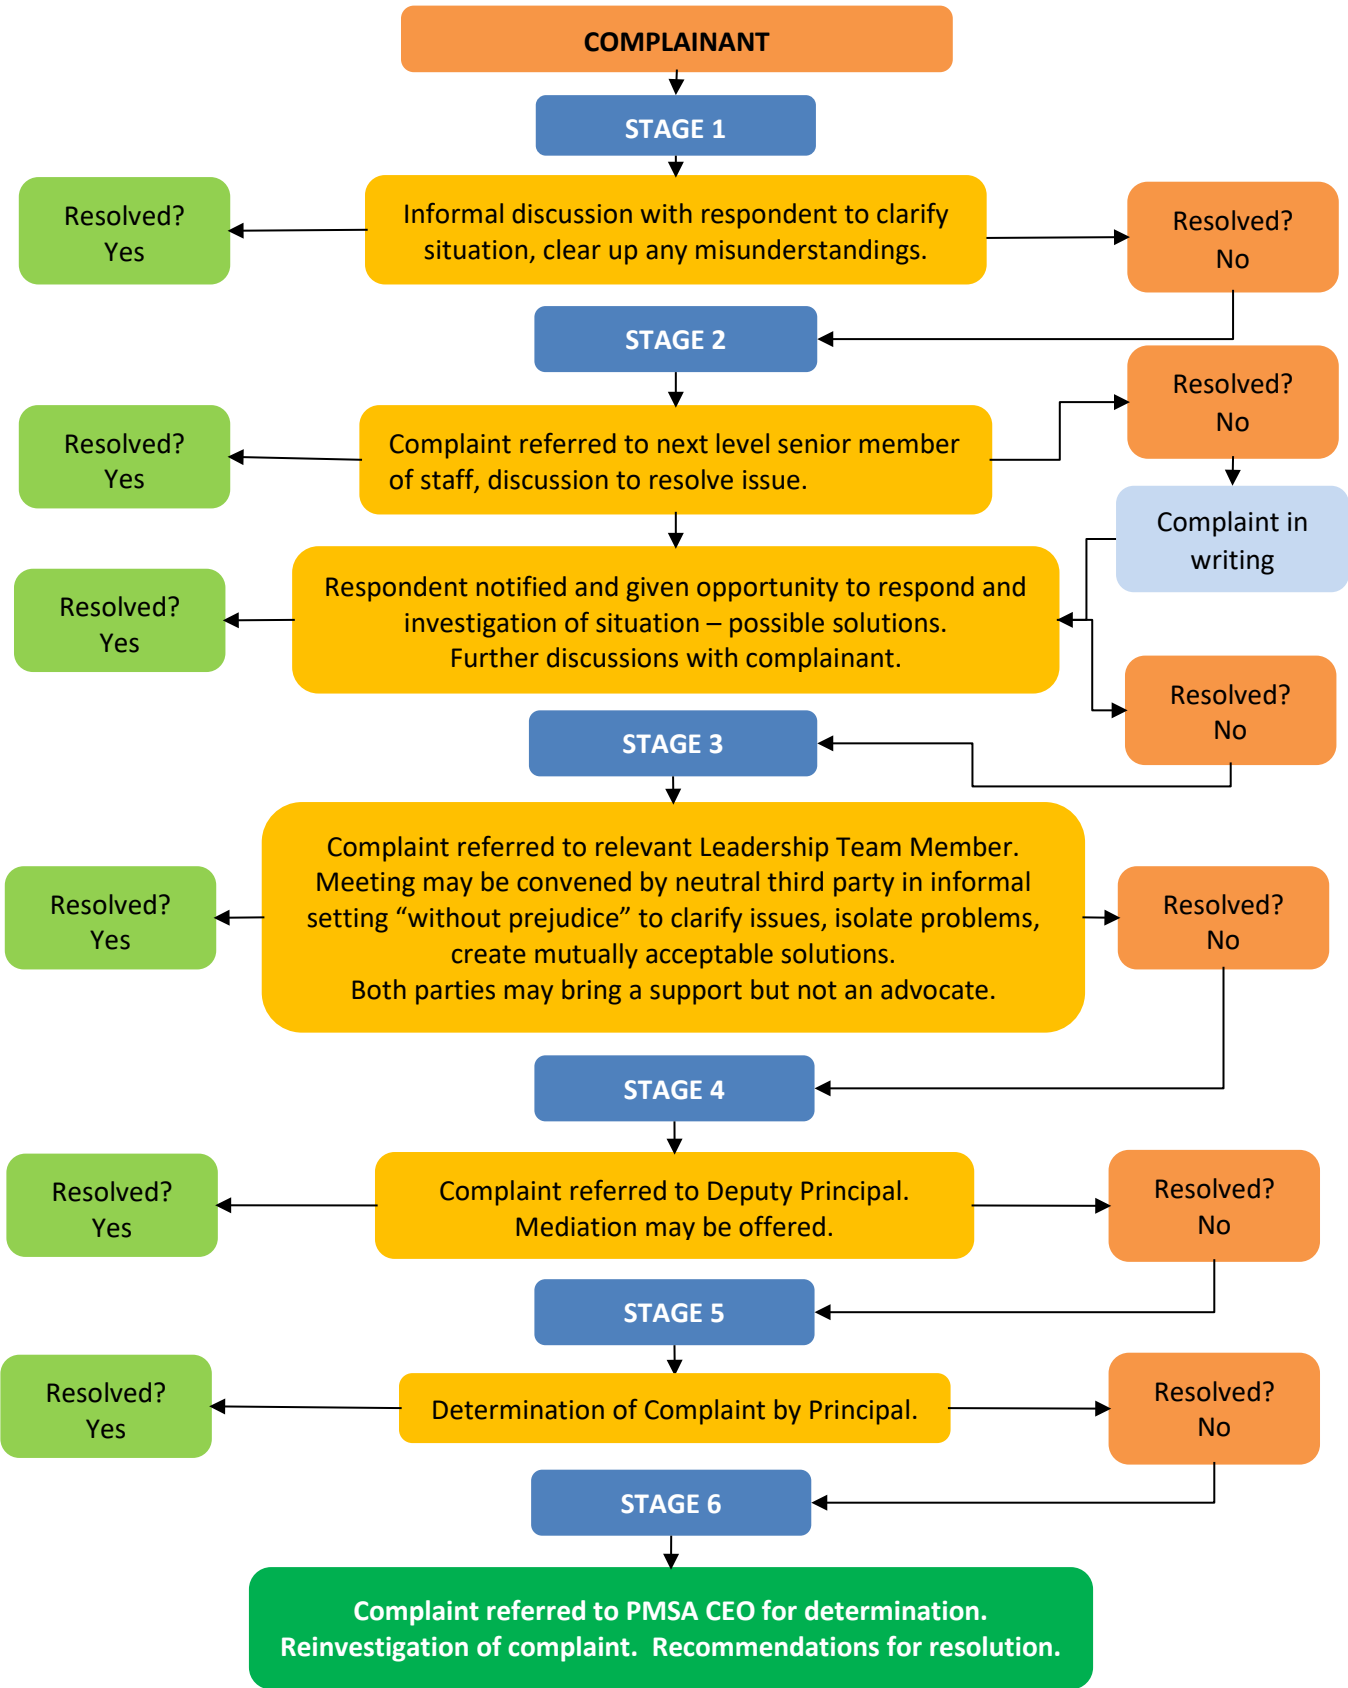 COMPLAINANT
STAGE 1
Resolved?
Yes
Informal discussion with respondent to clarify
situation, clear up any misunderstandings.
Resolved?
No
STAGE 2
Resolved?
Yes
Complaint referred to next level senior member
of staff, discussion to resolve issue.
Resolved?
No
Complaint in
writing
Resolved?
Yes
Respondent notified and given opportunity to respond and
investigation of situation – possible solutions.
Further discussions with complainant.
Resolved?
No
STAGE 3
Resolved?
Yes
Complaint referred to relevant Leadership Team Member.
Meeting may be convened by neutral third party in informal
setting “without prejudice” to clarify issues, isolate problems,
create mutually acceptable solutions.
Both parties may bring a support but not an advocate.
Resolved?
No
STAGE 4
Resolved?
Yes
Complaint referred to Deputy Principal.
Mediation may be offered.
Resolved?
No
STAGE 5
Resolved?
Yes
Determination of Complaint by Principal.
Resolved?
No
STAGE 6
Complaint referred to PMSA CEO for determination.
Reinvestigation of complaint.  Recommendations for resolution.